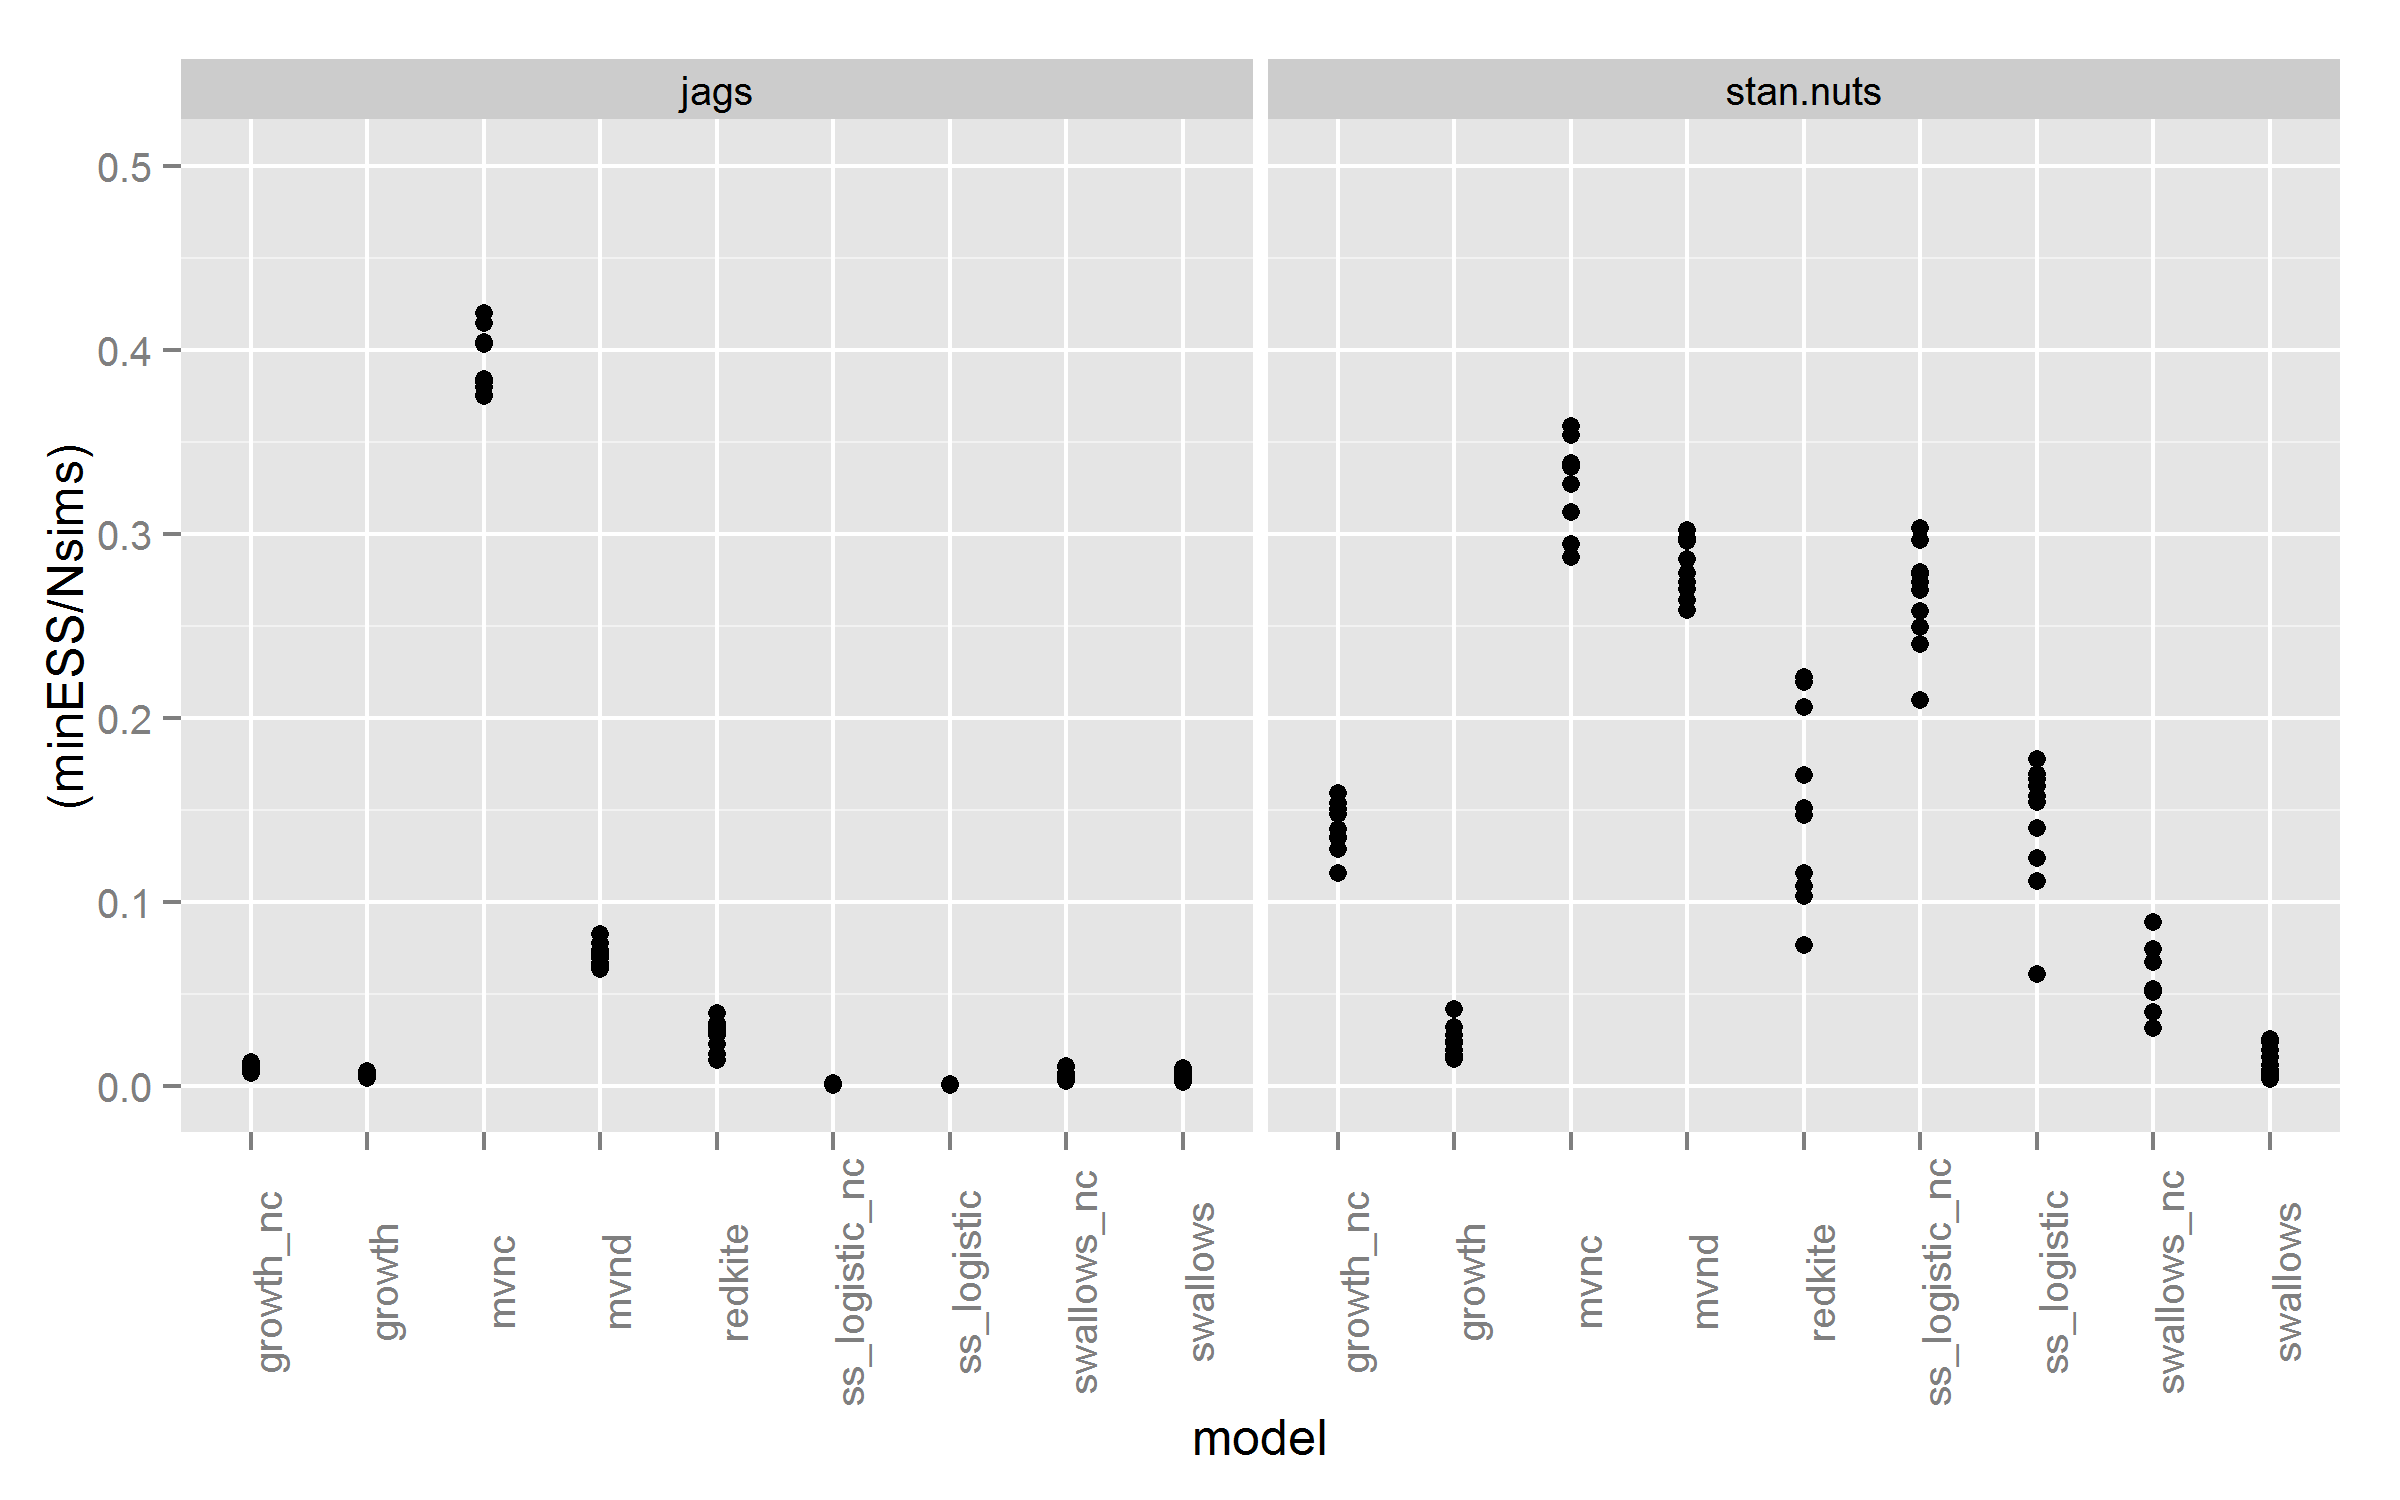 jags
stan.nuts
(minESS/Nsims)
0.5
0.4
0.3
0.2
0.1
0.0
growth_nc
growth
mvnc
mvnd
redkite
ss_logistic_nc
ss_logistic
swallows_nc
swallows
growth_nc
growth
mvnc
mvnd
redkite
ss_logistic_nc
ss_logistic
swallows_nc
swallows
model